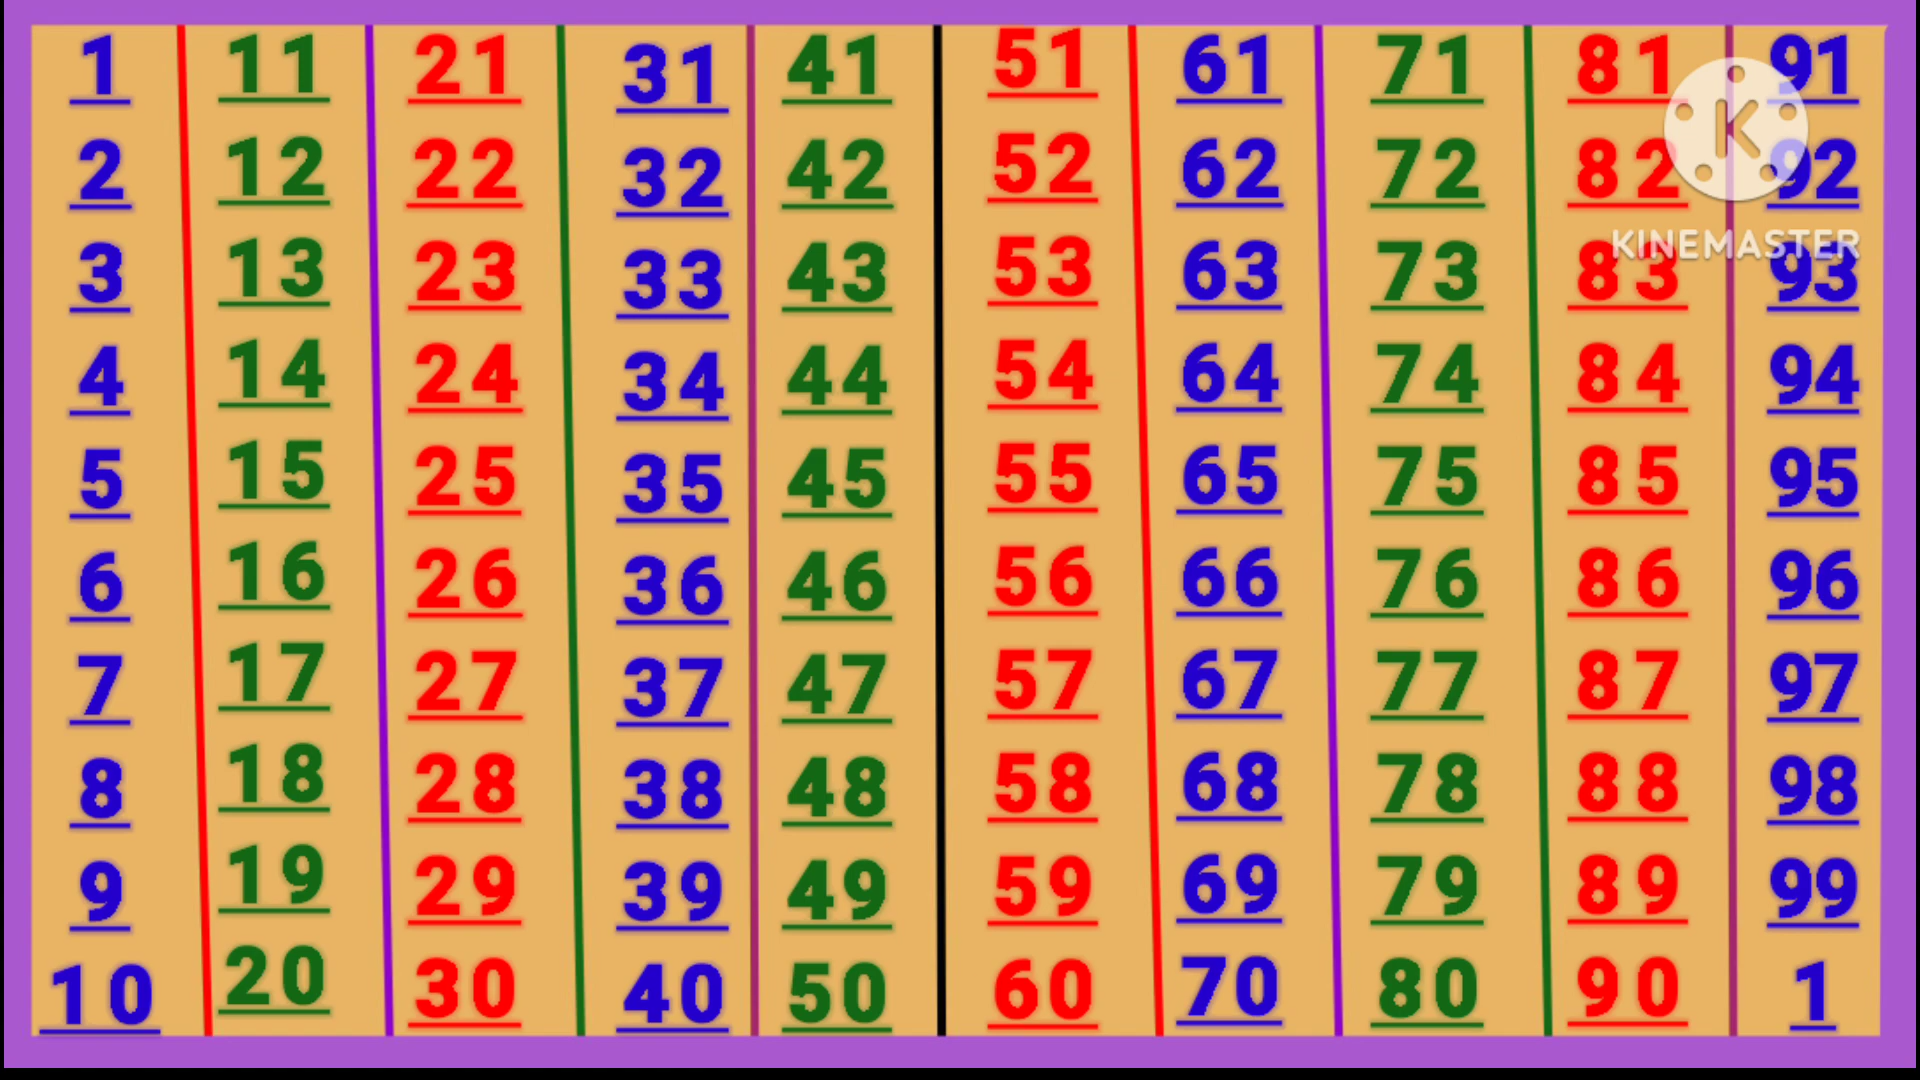 1 11 21 31 41 51 61 71 81 91
2 12 22 32 42 52 62 72 82 92
3 13 23 33 43 53 63 73 83 93
4 14 24 34 44 54 64 74 84 94
5 15 25 35 45 55 65 75 85 95
6 16 26 36 46 56 66 76 86 96
7 17 27 37 47 57 67 77 87 97
8 18 28 38 48 58 68 78 88 98
9 19 29 39 49 59 69 79 89 99
10 20 30 40 50 60 70 80 90 1
K
KINEMASTER